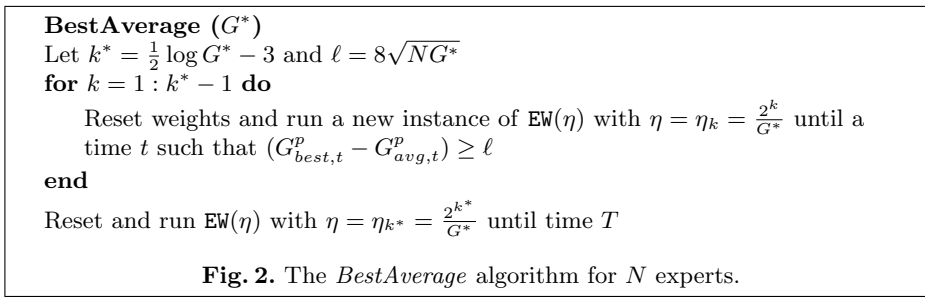 BestAverage (G*)
Let k* = ½ log G* − 3 and ℓ = 8√(NG*)
for k = 1 : k* − 1 do
Reset weights and run a new instance of EW(η) with η = η_k = 2^k/G* until a
time t such that (G^p_{best,t} − G^p_{avg,t}) ≥ ℓ
end
Reset and run EW(η) with η = η_{k*} = 2^{k*}/G* until time T
Fig. 2. The BestAverage algorithm for N experts.